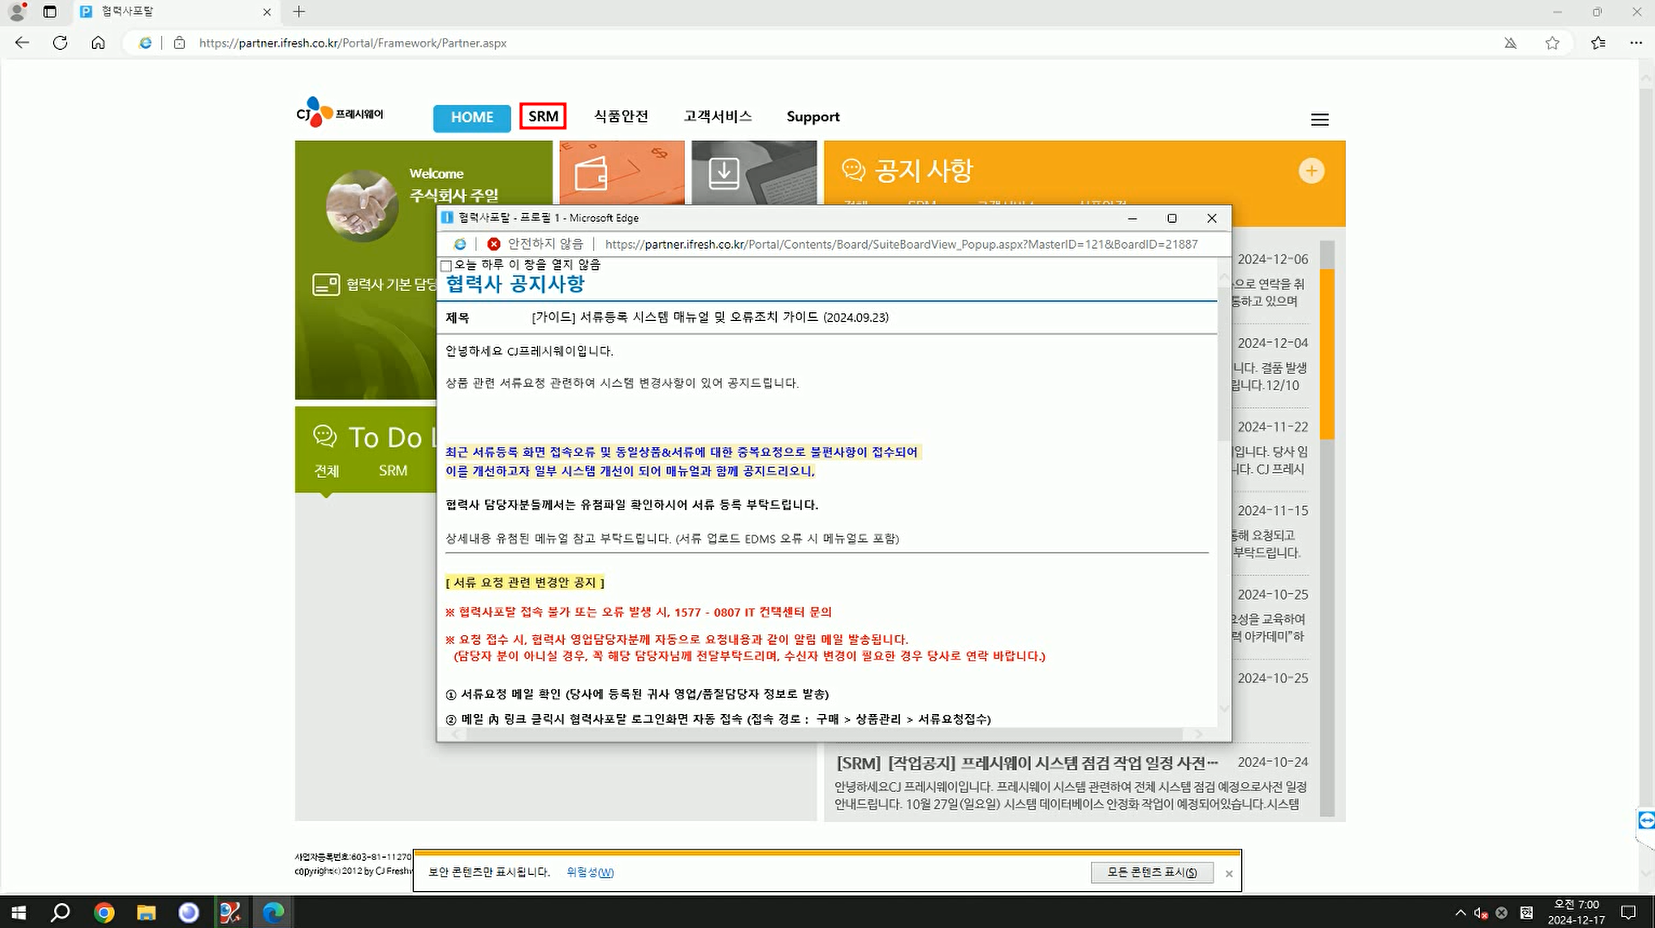 협력사포탈
https://partner.ifresh.co.kr/Portal/Framework/Partner.aspx
CJ 프레시웨이
HOME
SRM
식품안전
고객서비스
Support
Welcome
주식회사 주일
공지 사항
협력사 기본 담당
To Do L
전체
SRM
협력사포탈 - 프로필 1 - Microsoft Edge
안전하지 않음
https://partner.ifresh.co.kr/Portal/Contents/Board/SuiteBoardView_Popup.aspx?MasterID=121&BoardID=21887
오늘 하루 이 창을 열지 않음
협력사 공지사항
제목
[가이드] 서류등록 시스템 매뉴얼 및 오류조치 가이드 (2024.09.23)
안녕하세요 CJ프레시웨이입니다.
상품 관련 서류요청 관련하여 시스템 변경사항이 있어 공지드립니다.
최근 서류등록 화면 접속오류 및 동일상품&서류에 대한 중복요청으로 불편사항이 접수되어
이를 개선하고자 일부 시스템 개선이 되어 매뉴얼과 함께 공지드리오니,
협력사 담당자분들께서는 유첨파일 확인하시어 서류 등록 부탁드립니다.
상세내용 유첨된 메뉴얼 참고 부탁드립니다. (서류 업로드 EDMS 오류 시 메뉴얼도 포함)
[ 서류 요청 관련 변경안 공지 ]
※ 협력사포탈 접속 불가 또는 오류 발생 시, 1577 - 0807 IT 컨택센터 문의
※ 요청 접수 시, 협력사 영업담당자분께 자동으로 요청내용과 같이 알림 메일 발송됩니다.
(담당자 분이 아니실 경우, 꼭 해당 담당자님께 전달부탁드리며, 수신자 변경이 필요한 경우 당사로 연락 바랍니다.)
① 서류요청 메일 확인 (당사에 등록된 귀사 영업/품질담당자 정보로 발송)
② 메일 內 링크 클릭시 협력사포탈 로그인화면 자동 접속 (접속 경로 : 구매 > 상품관리 > 서류요청접수)
2024-12-06
으로 연락을 취
통하고 있으며
2024-12-04
니다. 결품 발생
립니다.12/10
2024-11-22
입니다. 당사 임
니다. CJ 프레시
2024-11-15
통해 요청되고
부탁드립니다.
2024-10-25
요성을 교육하여
력 아카데미"하
2024-10-25
[SRM] [작업공지] 프레시웨이 시스템 점검 작업 일정 사전… 2024-10-24
안녕하세요CJ 프레시웨이입니다. 프레시웨이 시스템 관련하여 전체 시스템 점검 예정으로사전 일정
안내드립니다. 10월 27일(일요일) 시스템 데이터베이스 안정화 작업이 예정되어있습니다.시스템
사업자등록번호:603-81-11270
copyright(c) 2012 by CJ Freshw
보안 콘텐츠만 표시됩니다.
위험성(W)
모든 콘텐츠 표시(S)
오전 7:00
2024-12-17